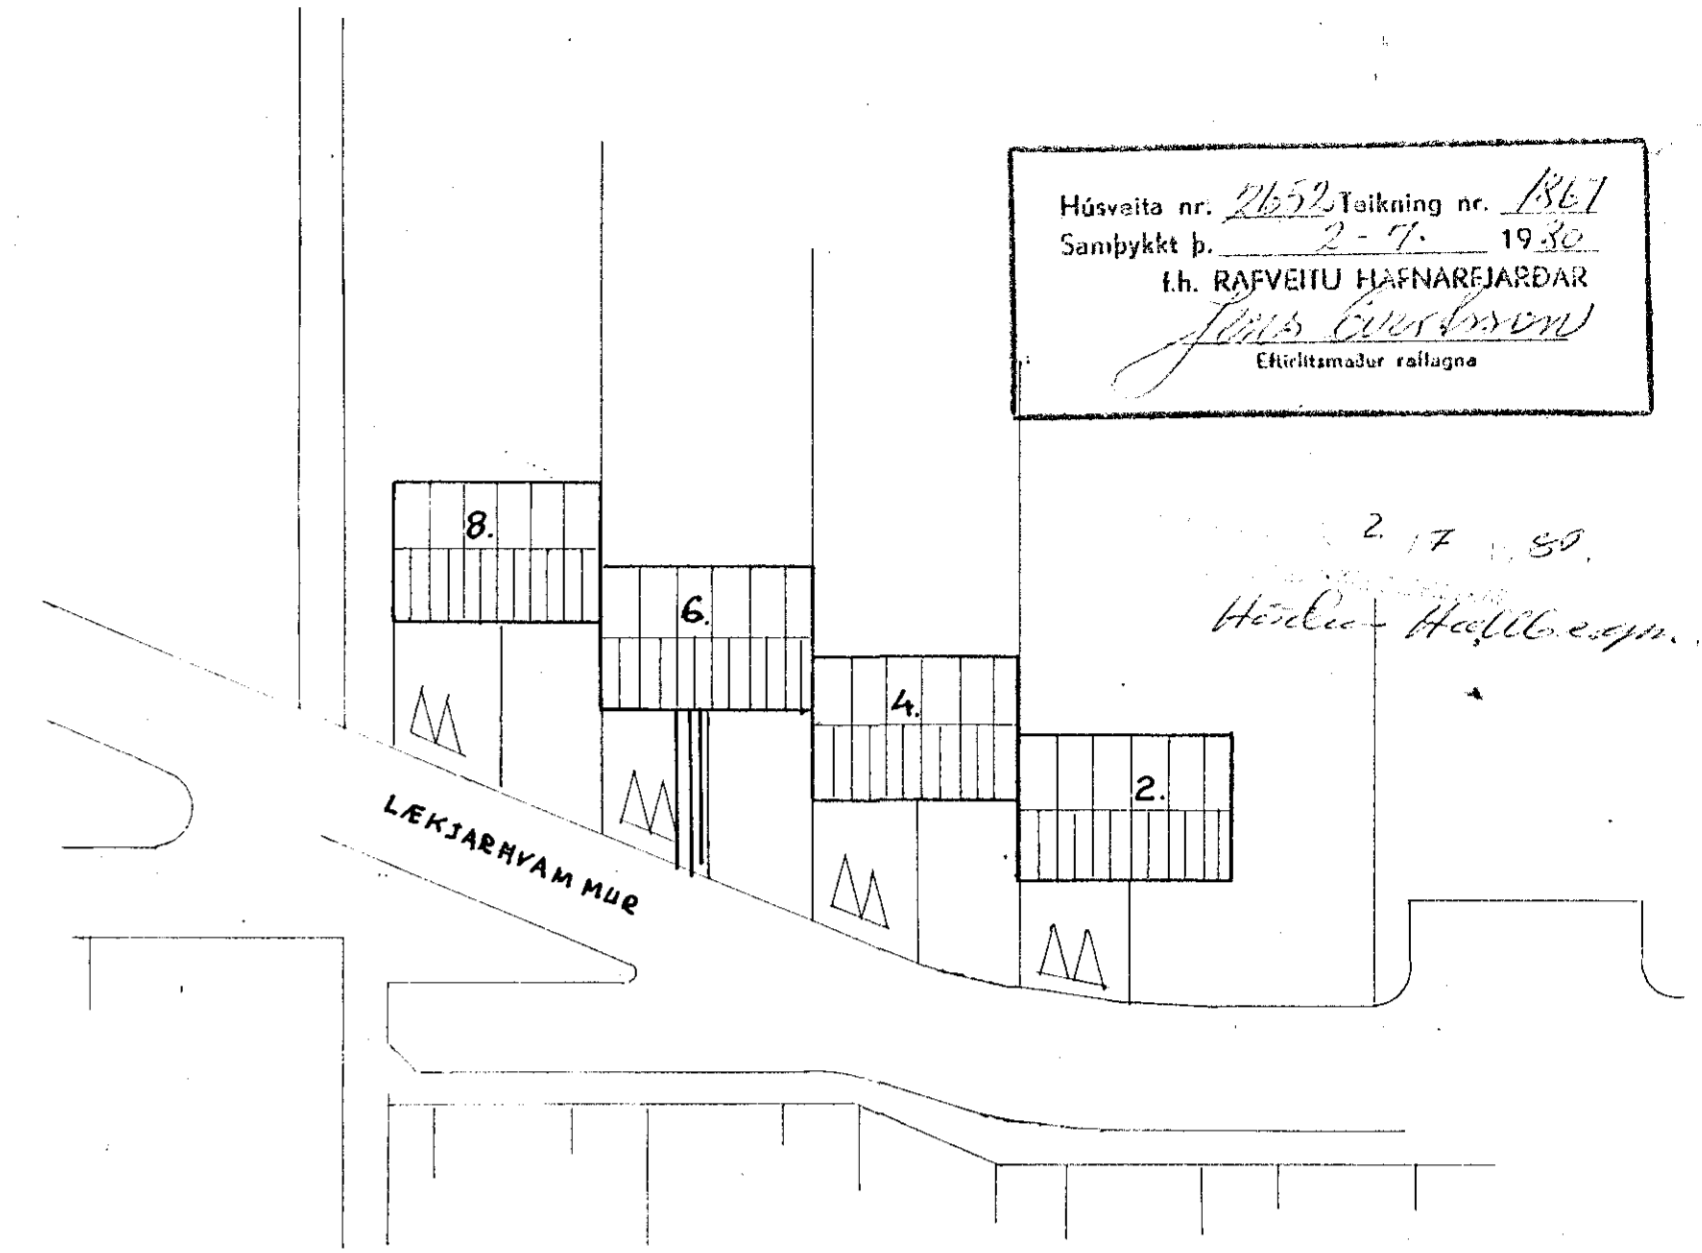 Húsveita nr. 2652 Teikning nr. 1867
Samþykkt þ. 2 - 7. 1980
f.h. RAFVEITU HAFNARFJARÐAR
Eftirlitsmaður raflagna
2. 7 80.
8.
6.
4.
2.
LÆKJARHVAMMUR